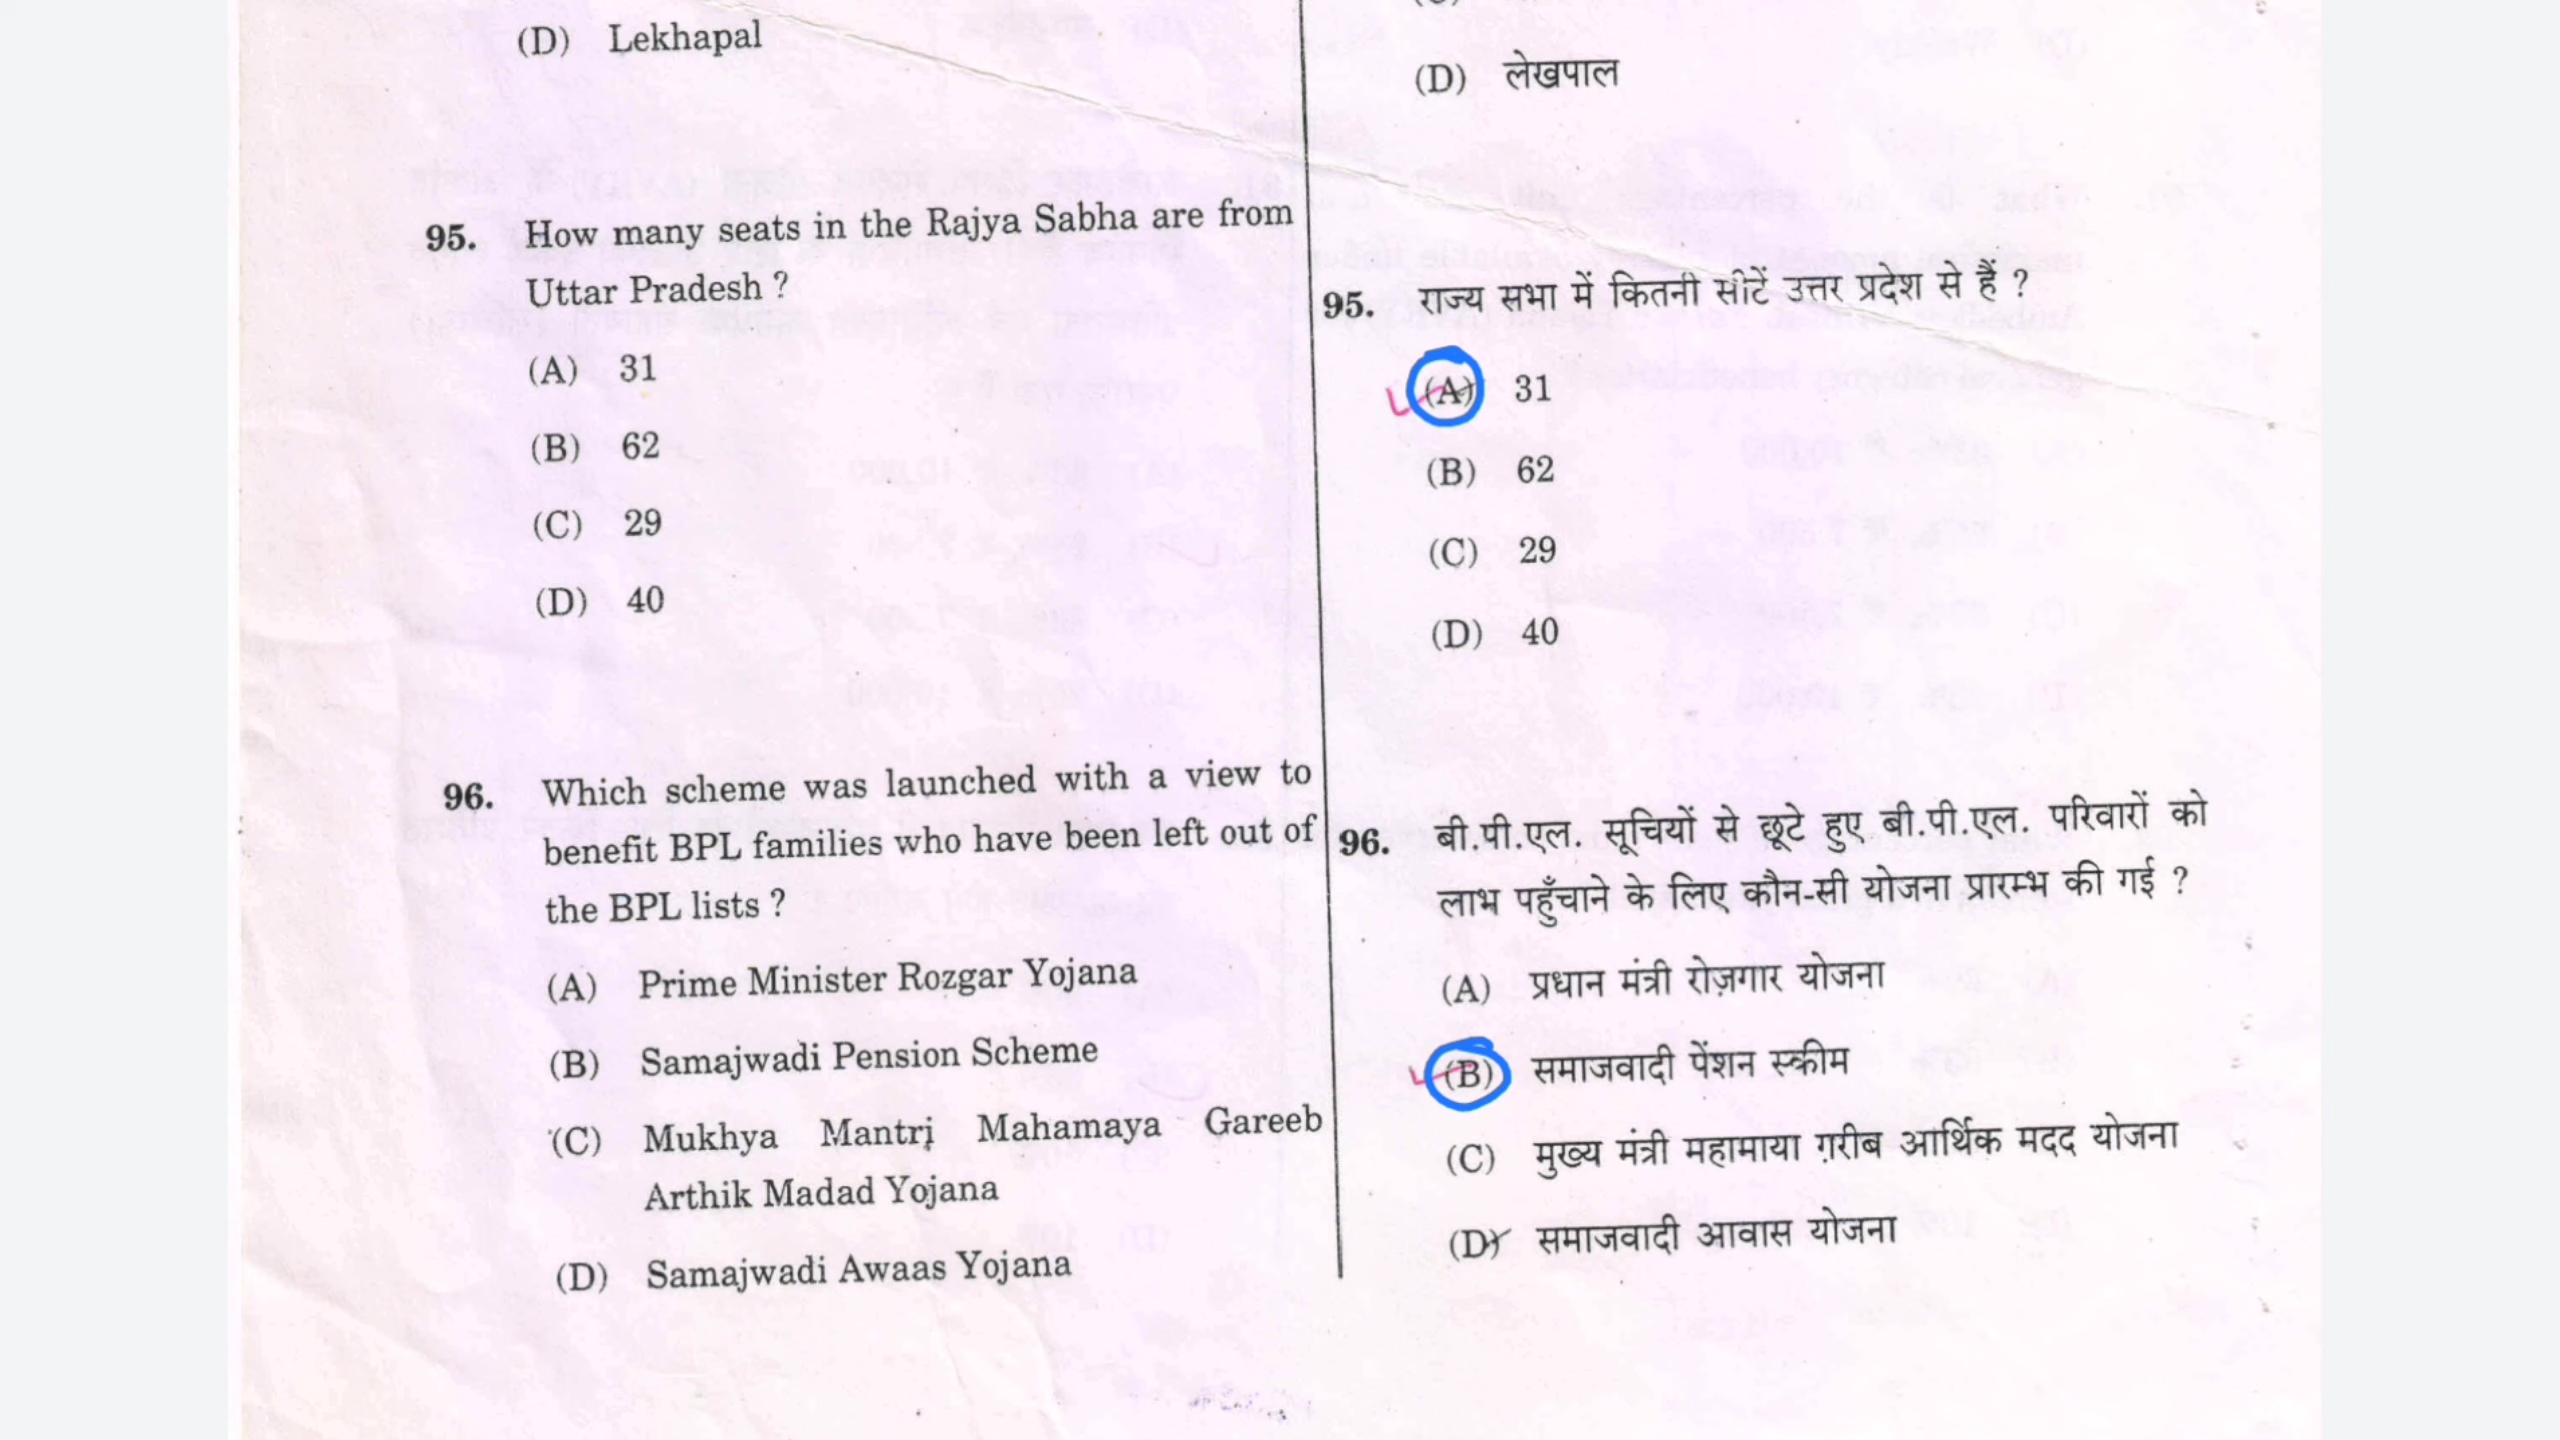 (D) Lekhapal
95. How many seats in the Rajya Sabha are from
Uttar Pradesh ?
(A) 31
(B) 62
(C) 29
(D) 40
96. Which scheme was launched with a view to
benefit BPL families who have been left out of
the BPL lists ?
(A) Prime Minister Rozgar Yojana
(B) Samajwadi Pension Scheme
(C) Mukhya Mantri Mahamaya Gareeb
Arthik Madad Yojana
(D) Samajwadi Awaas Yojana
(D) लेखपाल
95. राज्य सभा में कितनी सीटें उत्तर प्रदेश से हैं ?
(A) 31
(B) 62
(C) 29
(D) 40
96. बी.पी.एल. सूचियों से छूटे हुए बी.पी.एल. परिवारों को
लाभ पहुँचाने के लिए कौन-सी योजना प्रारम्भ की गई ?
(A) प्रधान मंत्री रोज़गार योजना
(B) समाजवादी पेंशन स्कीम
(C) मुख्य मंत्री महामाया ग़रीब आर्थिक मदद योजना
(D) समाजवादी आवास योजना